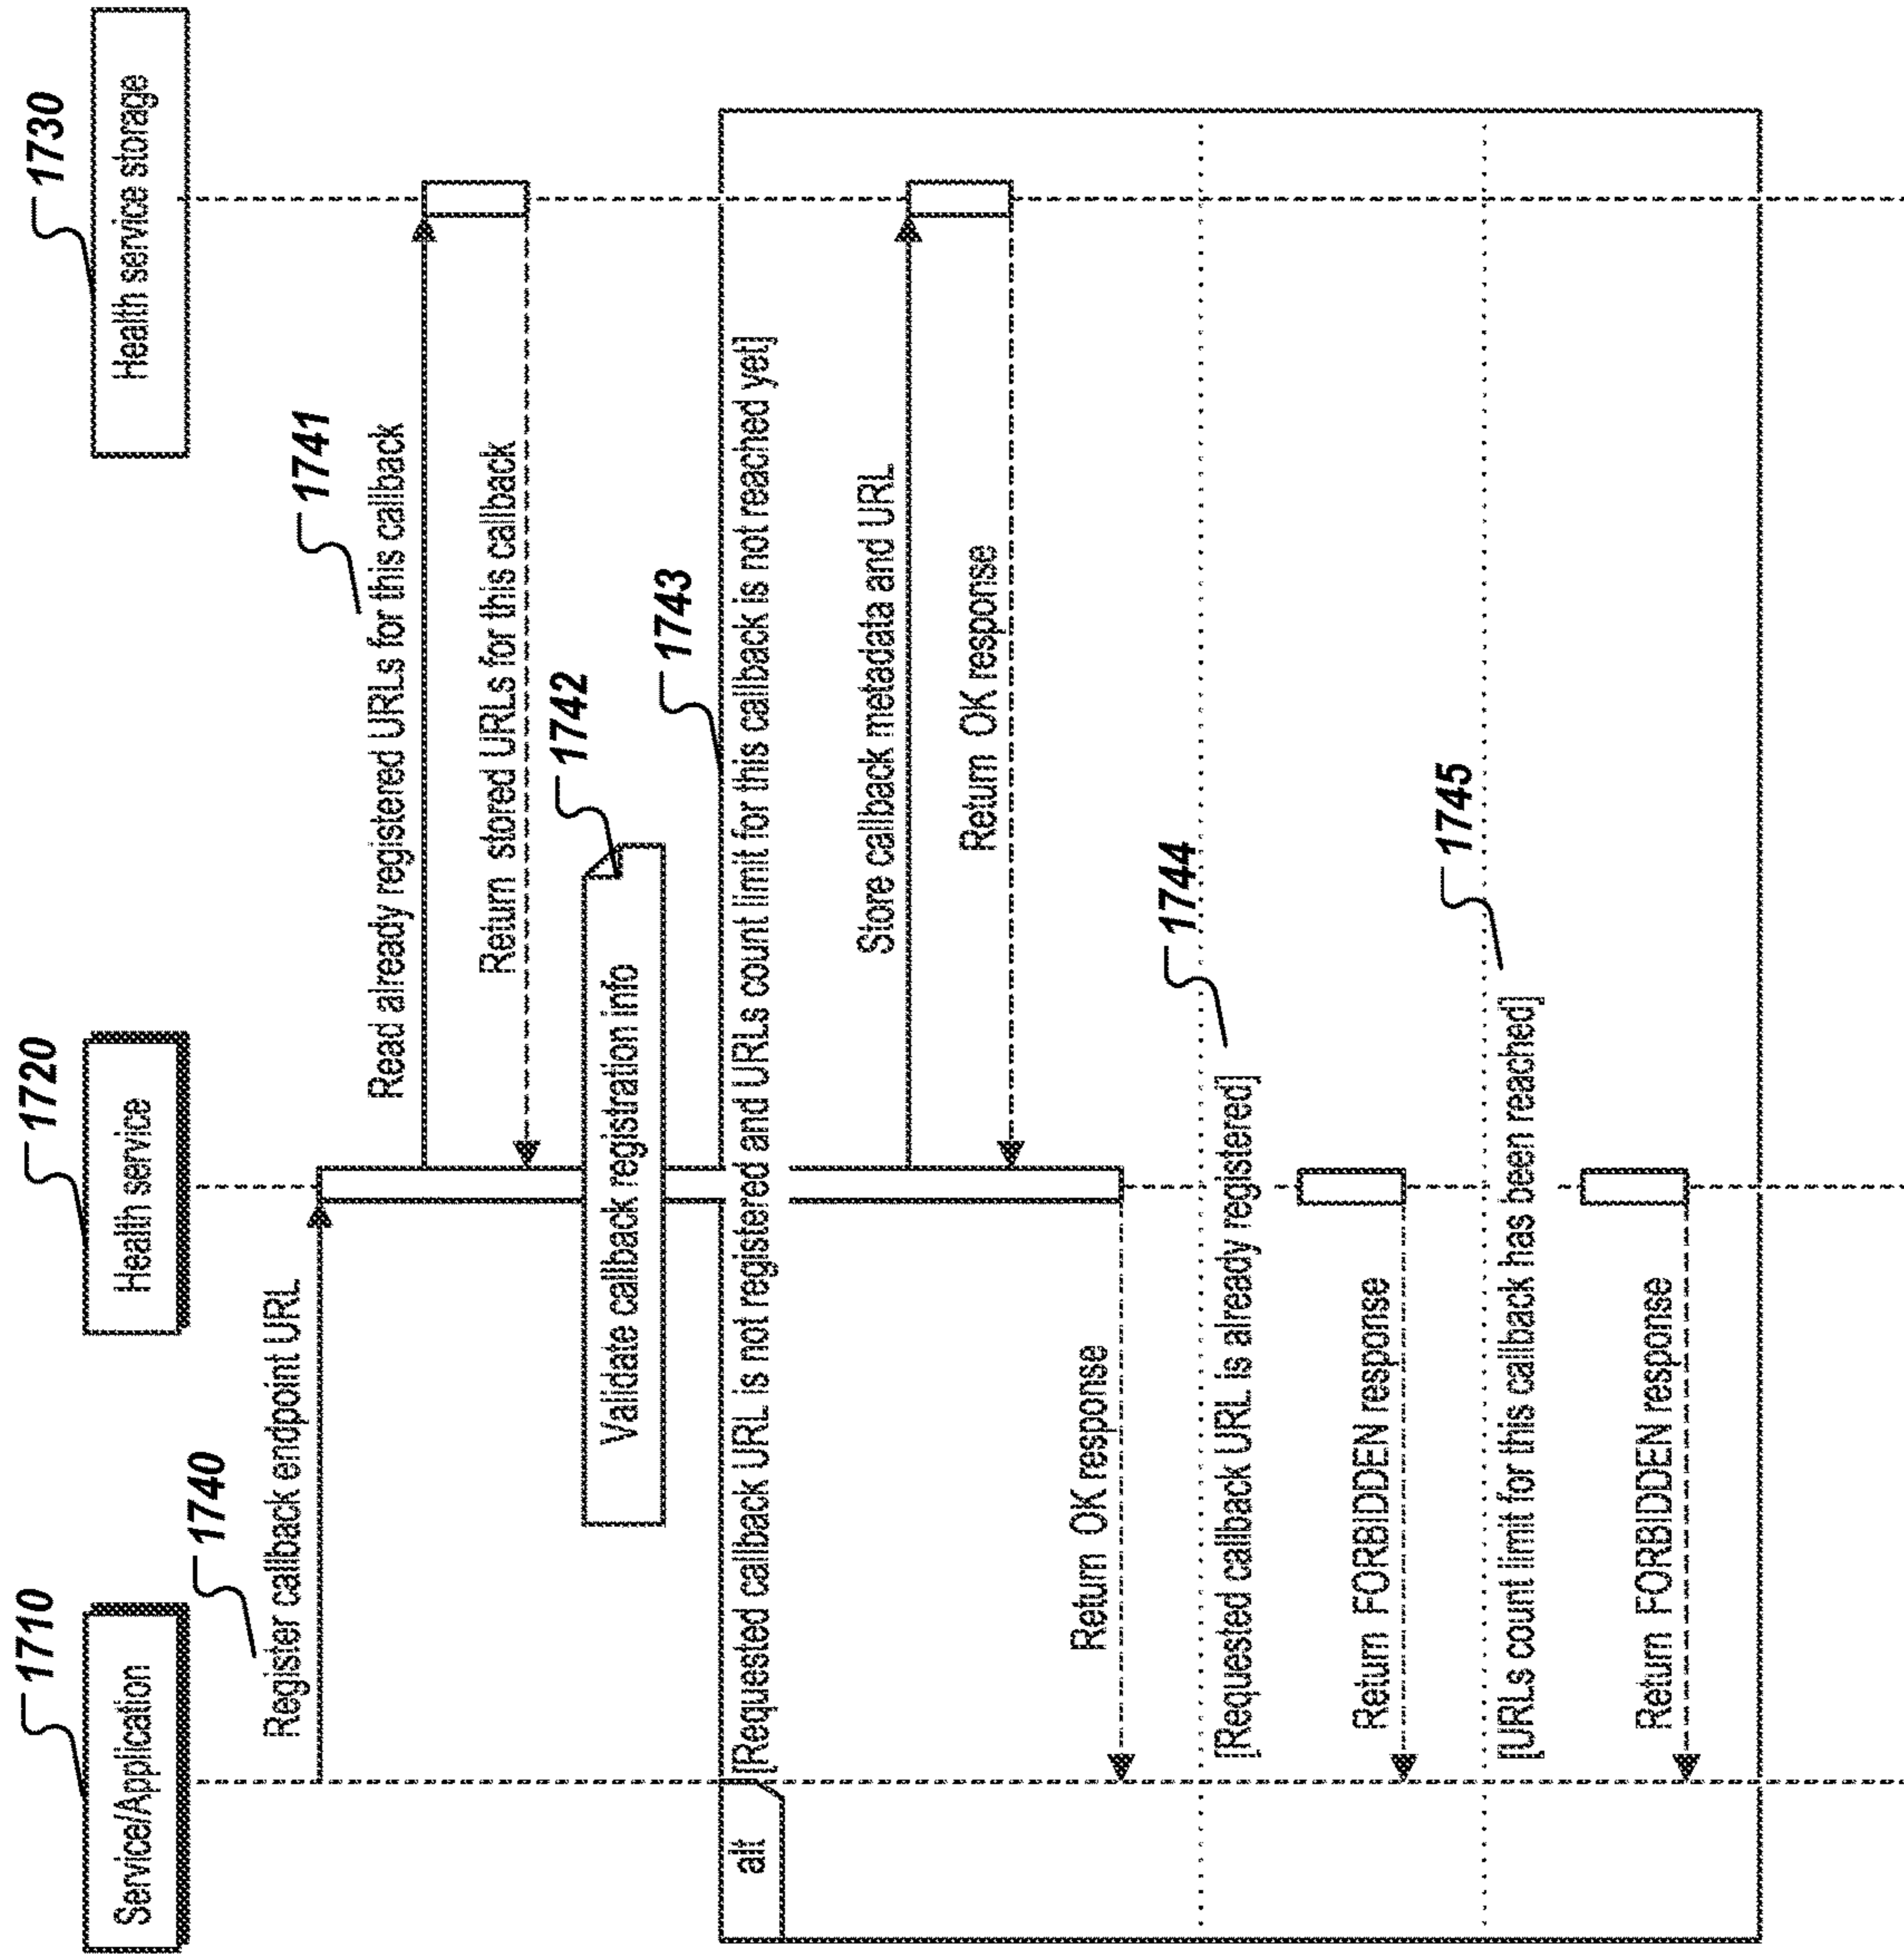 1710
Service/Application
1720
Health service
1730
Health service storage
1740
Register callback endpoint URL
1741
Read already registered URLs for this callback
Return stored URLs for this callback
1742
Validate callback registration info
1743
alt
[Requested callback URL is not registered and URLs count limit for this callback is not reached yet]
Store callback metadata and URL
Return OK response
Return OK response
1744
[Requested callback URL is already registered]
Return FORBIDDEN response
1745
[URLs count limit for this callback has been reached]
Return FORBIDDEN response